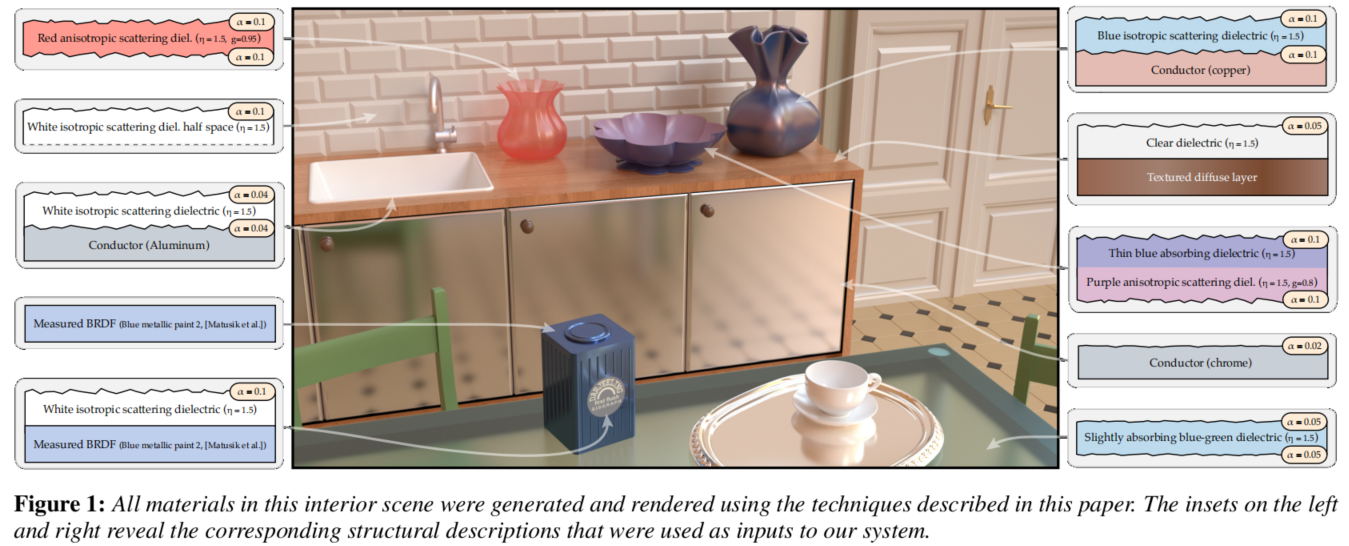 α = 0.1
Red anisotropic scattering diel. (η = 1.5, g=0.95)
α = 0.1
α = 0.1
White isotropic scattering diel. half space (η = 1.5)
α = 0.04
White isotropic scattering dielectric (η = 1.5)
α = 0.04
Conductor (Aluminum)
Measured BRDF (Blue metallic paint 2, [Matusik et al.])
α = 0.1
White isotropic scattering dielectric (η = 1.5)
Measured BRDF (Blue metallic paint 2, [Matusik et al.])
α = 0.1
Blue isotropic scattering dielectric (η = 1.5)
α = 0.1
Conductor (copper)
α = 0.05
Clear dielectric (η = 1.5)
Textured diffuse layer
α = 0.1
Thin blue absorbing dielectric (η = 1.5)
Purple anisotropic scattering diel. (η = 1.5, g=0.8)
α = 0.1
α = 0.02
Conductor (chrome)
α = 0.05
Slightly absorbing blue-green dielectric (η = 1.5)
α = 0.05
Figure 1: All materials in this interior scene were generated and rendered using the techniques described in this paper. The insets on the left
and right reveal the corresponding structural descriptions that were used as inputs to our system.